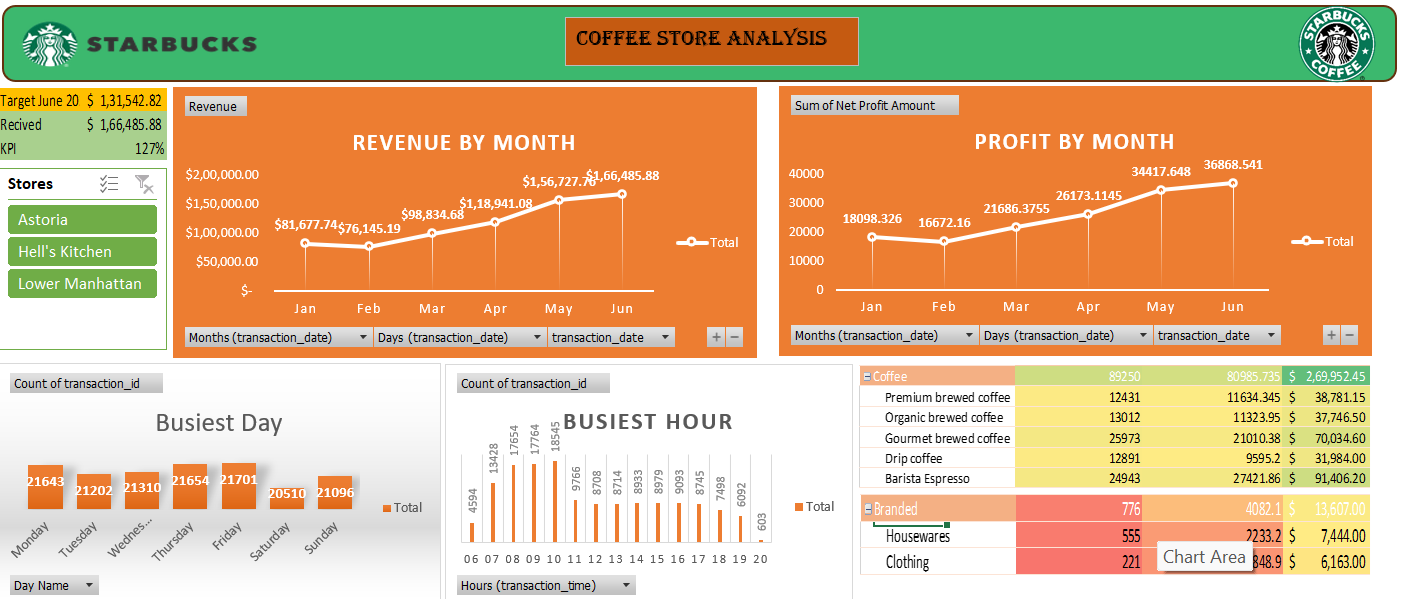 STARBUCKS
COFFEE STORE ANALYSIS
STARBUCKS
COFFEE
Target June 20 $ 1,31,542.82
Recived $ 1,66,485.88
KPI 127%
Stores
Astoria
Hell's Kitchen
Lower Manhattan
Revenue
REVENUE BY MONTH
$200,000.00
$1,50,000.00
$1,00,000.00
$50,000.00
$-
$81,677.74 $76,145.19 $98,834.68 $1,18,941.08 $1,56,727.76 $1,66,485.88
Total
Jan Feb Mar Apr May Jun
Months (transaction_date) Days (transaction_date) transaction_date + −
Sum of Net Profit Amount
PROFIT BY MONTH
40000
30000
20000
10000
0
18098.326 16672.16 21686.3755 26173.1145 34417.648 36868.541
Total
Jan Feb Mar Apr May Jun
Months (transaction_date) Days (transaction_date) transaction_date + −
Count of transaction_id
Busiest Day
21643 21202 21310 21654 21701 20510 21096
Total
Monday Tuesday Wednes... Thursday Friday Saturday Sunday
Day Name
Count of transaction_id
BUSIEST HOUR
4594 13428 17654 17764 18545 9766 8708 8714 8933 8979 9093 8745 7498 6092 603
Total
06 07 08 09 10 11 12 13 14 15 16 17 18 19 20
Hours (transaction_time)
Coffee 89250 80985.735 $ 2,69,952.45
Premium brewed coffee 12431 11634.345 $ 38,781.15
Organic brewed coffee 13012 11323.95 $ 37,746.50
Gourmet brewed coffee 25973 21010.38 $ 70,034.60
Drip coffee 12891 9595.2 $ 31,984.00
Barista Espresso 24943 27421.86 $ 91,406.20
Branded 776 4082.1 $ 13,607.00
Housewares 555 2233.2 $ 7,444.00
Clothing 221 848.9 $ 6,163.00
Chart Area